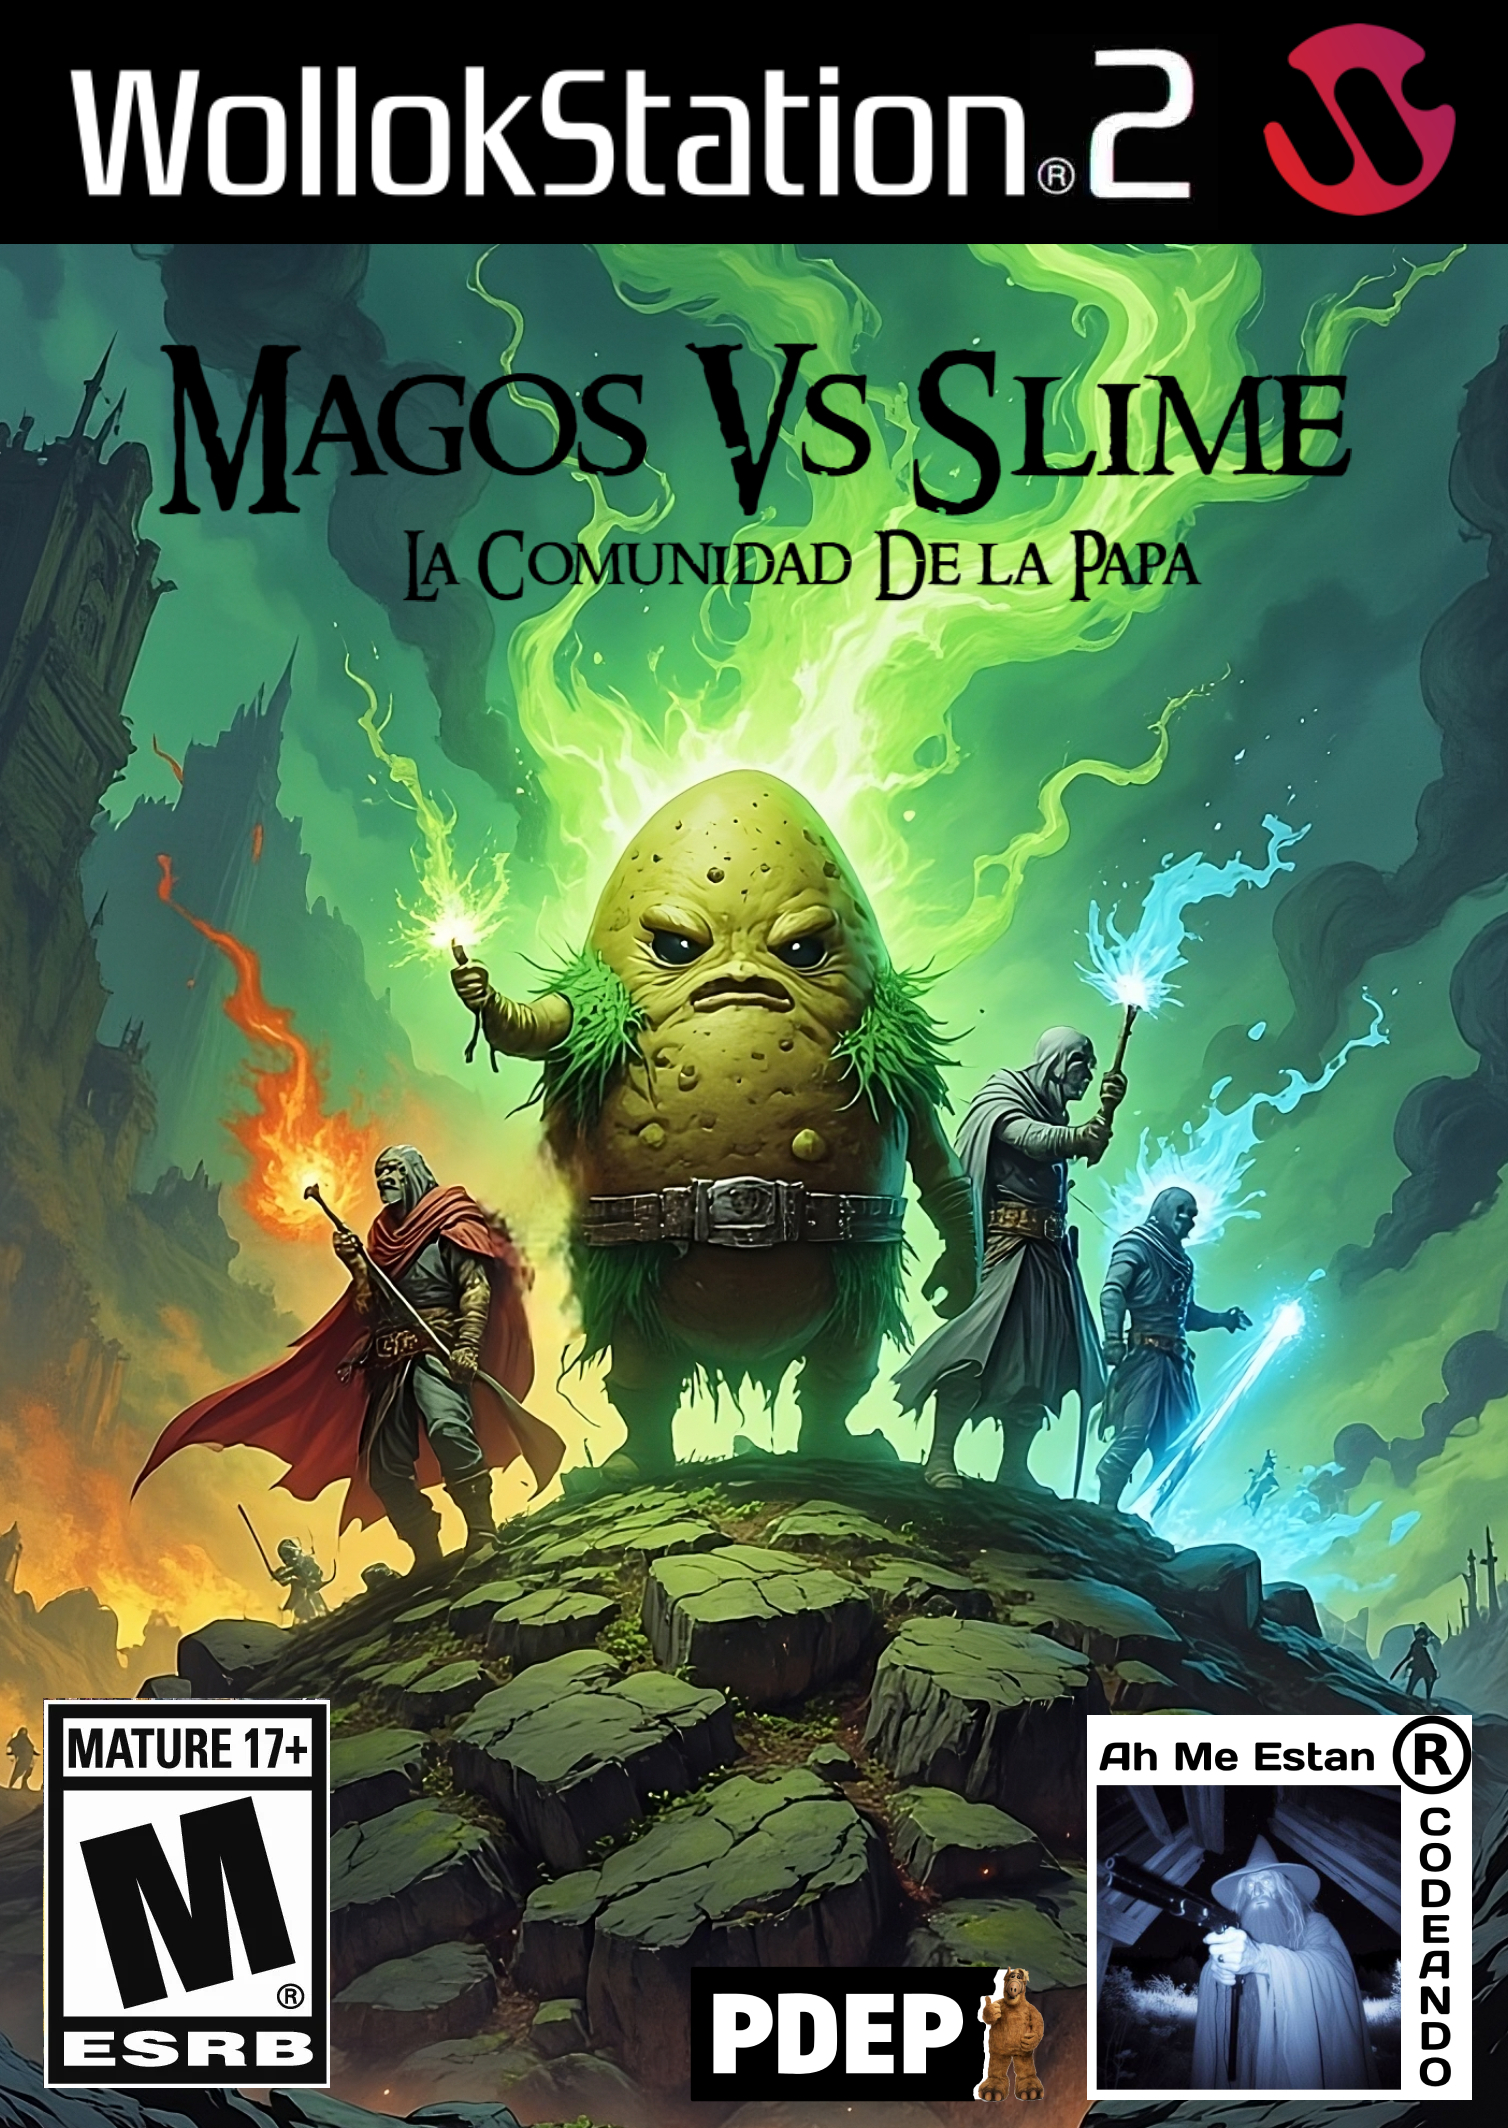 WollokStation®2
Magos Vs Slime
La Comunidad De la Papa
MATURE 17+
M®
ESRB
PDEP
Ah Me Estan ®
CODEANDO